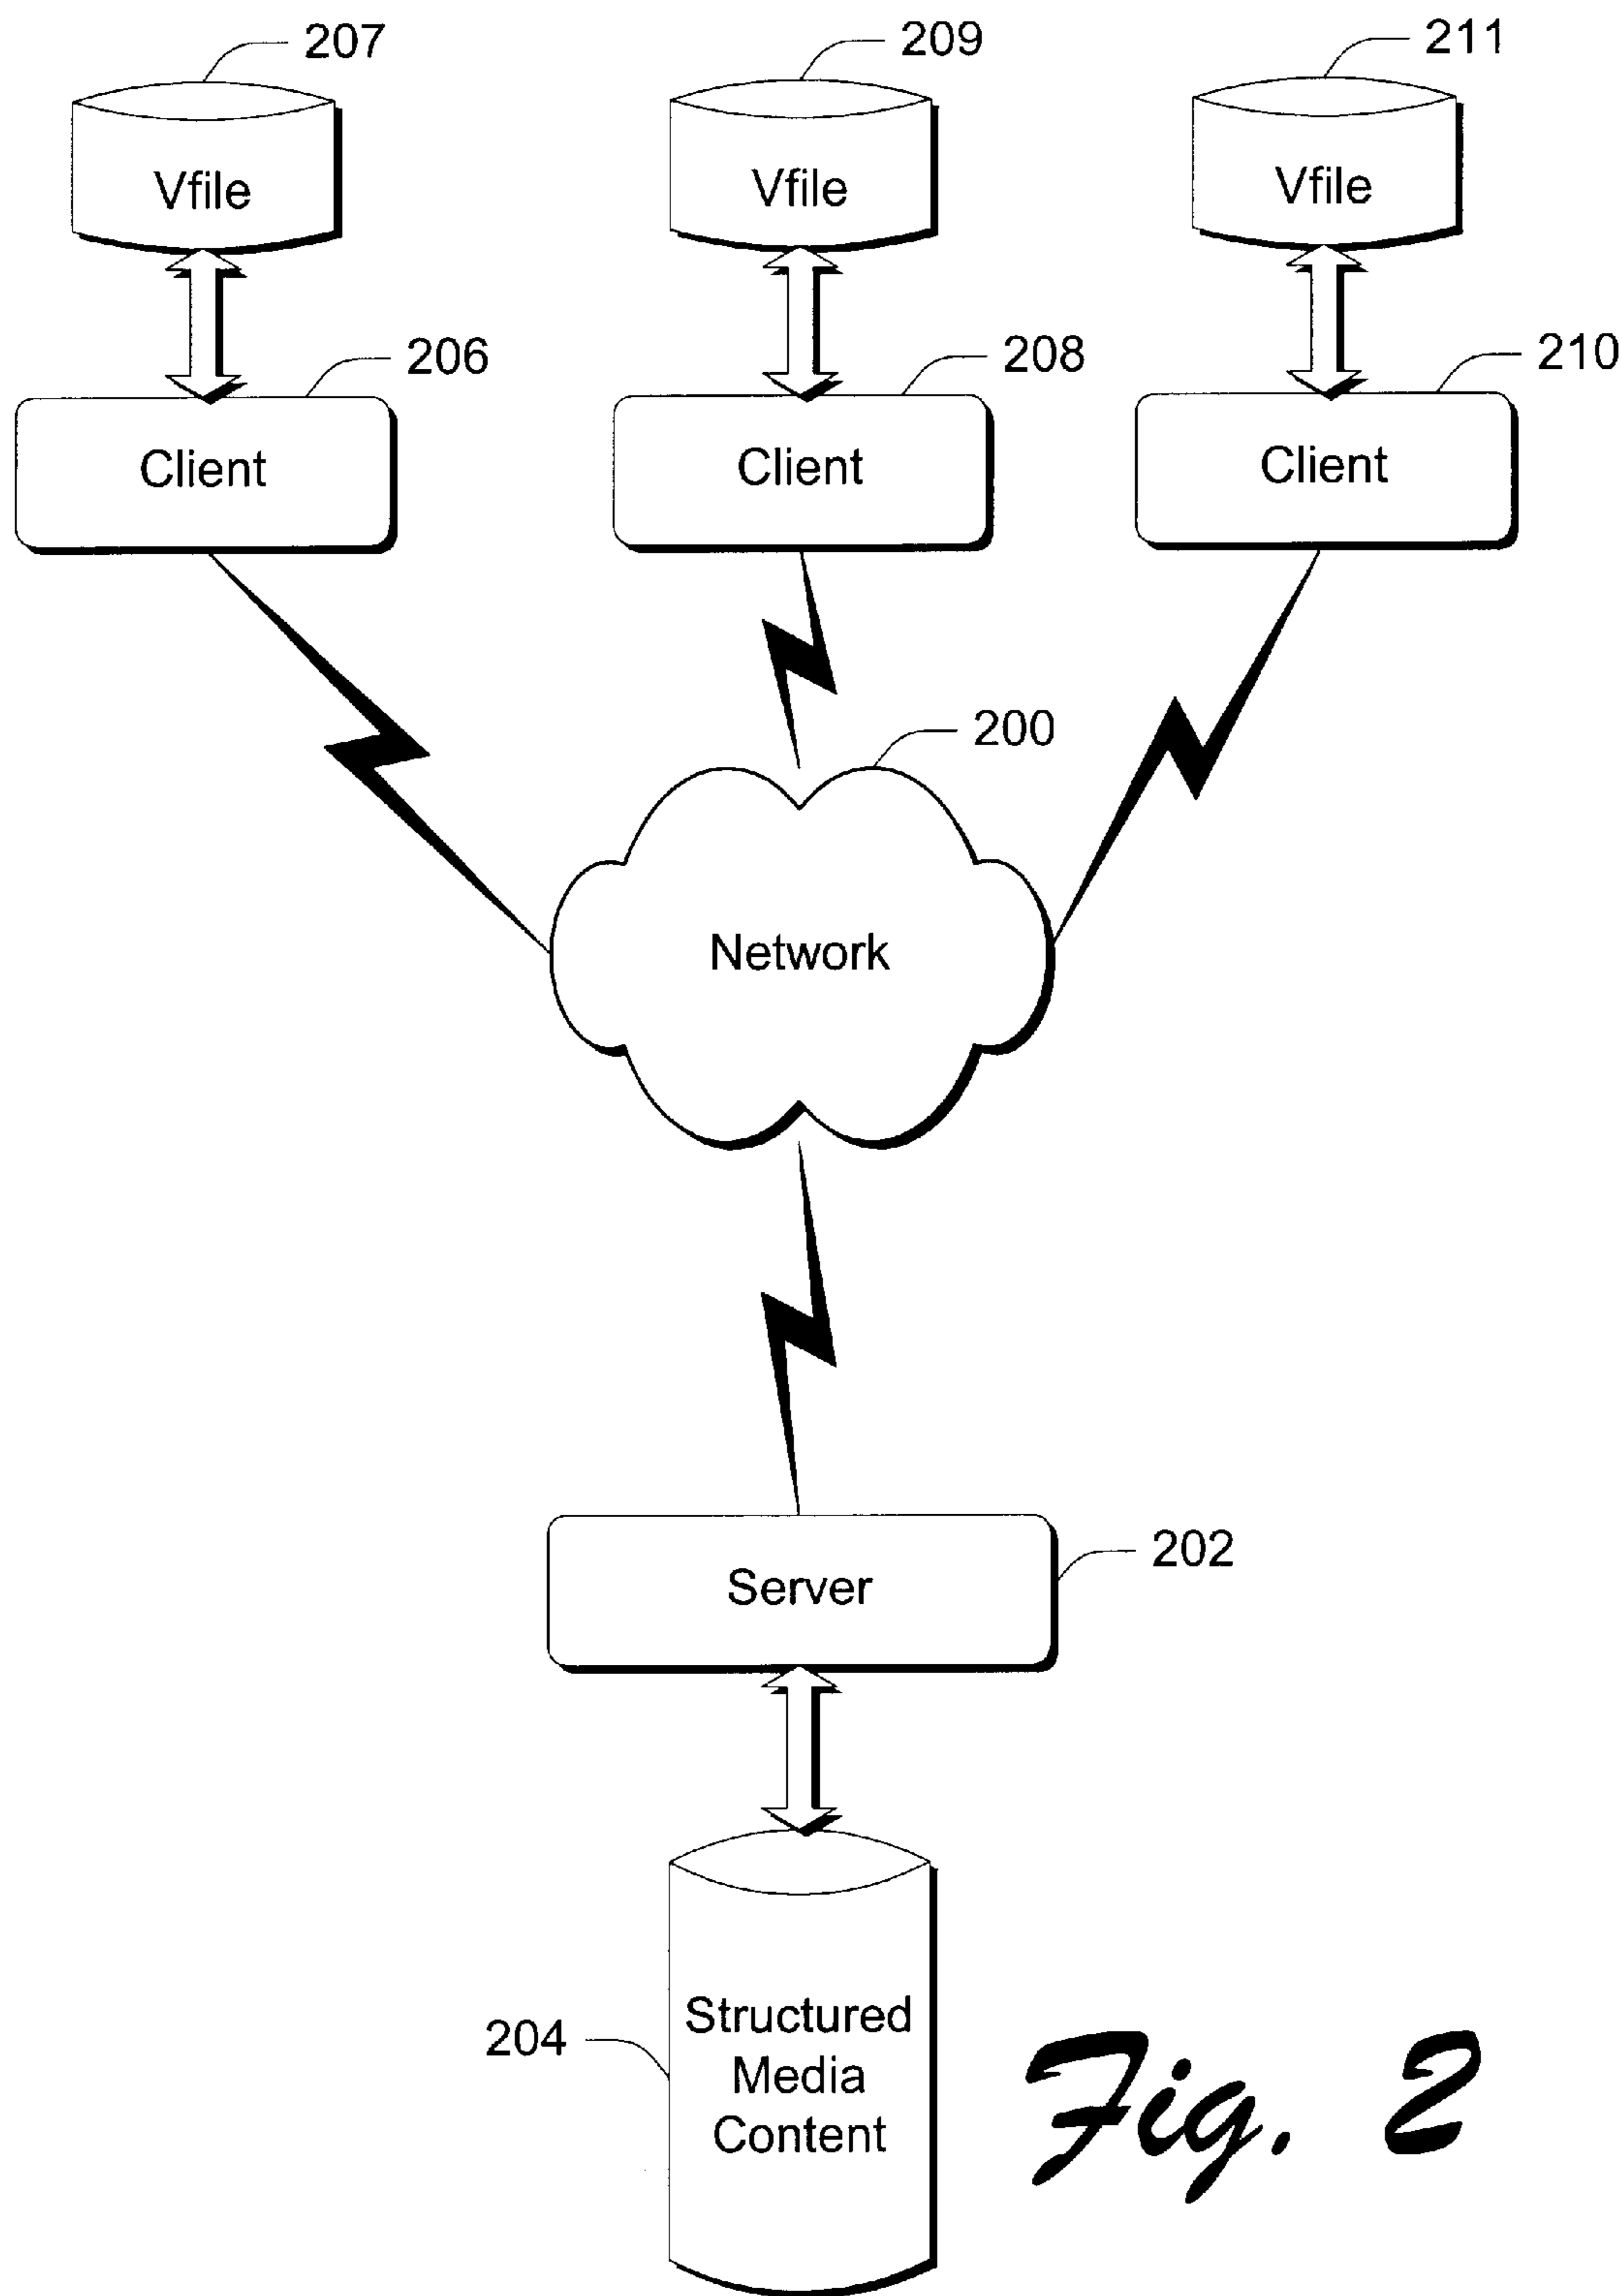 207
209
211
Vfile
Vfile
Vfile
206
208
210
Client
Client
Client
200
Network
202
Server
204
Structured
Media
Content
Fig. 2